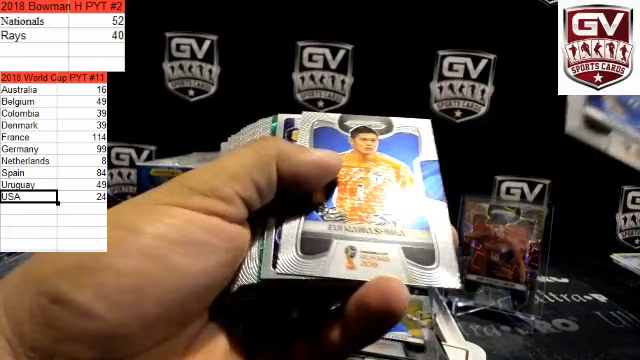 2018 Bowman H PYT #2
Nationals 52
Rays 40
2018 World Cup PYT #11
Australia 16
Belgium 49
Colombia 39
Denmark 39
France 114
Germany 99
Netherlands 8
Spain 84
Uruguay 49
USA 24
GV
SPORTS CARDS
GV
SPORTS CARDS
GV
SPORTS CARDS
GV
SPORTS CARDS
GV
SPORTS CARDS
GV
GV
EIJI KAWASHIMA
RUSSIA
2018